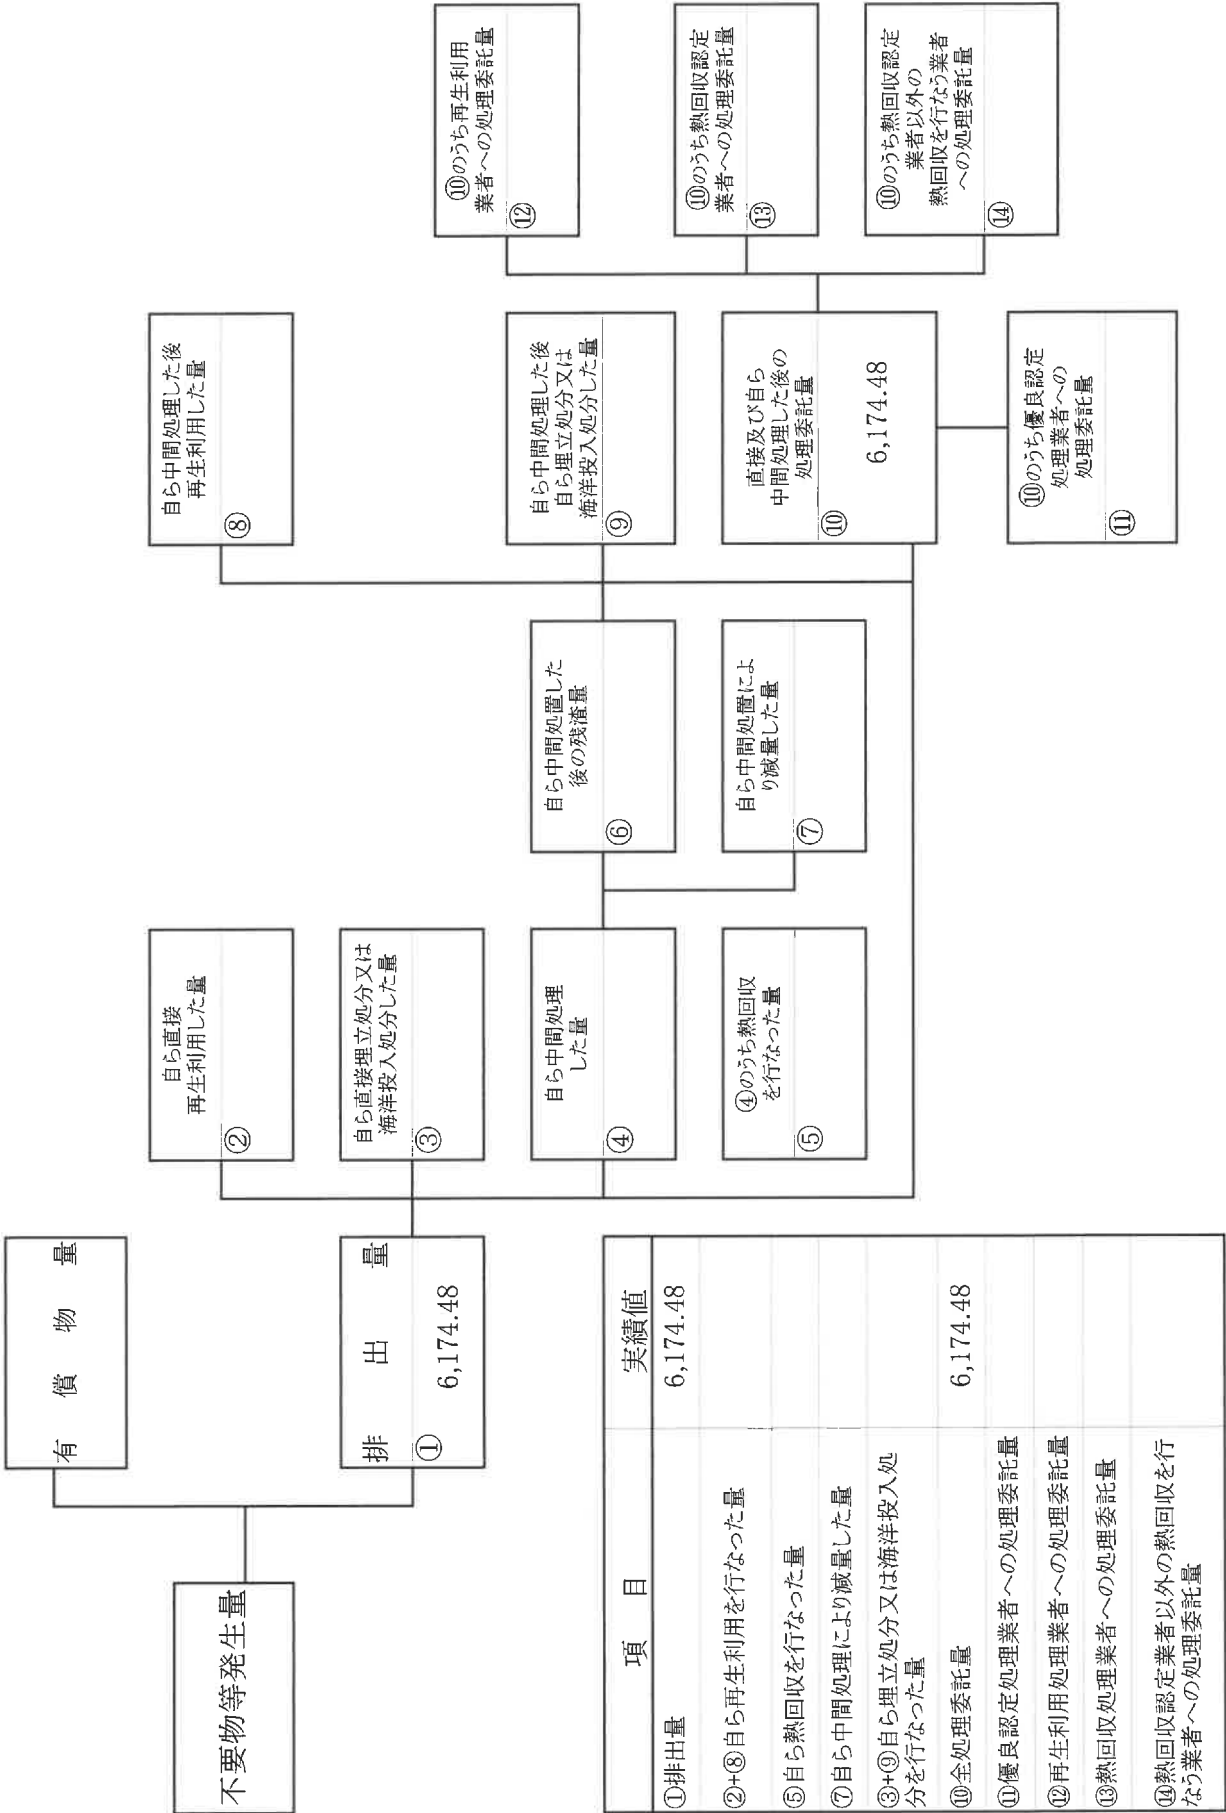 不要物等発生量
有償物量
排出量
①
6,174.48
自ら直接
再生利用した量
②
自ら直接埋立処分又は
海洋投入処分した量
③
自ら中間処理
した量
④
④のうち熱回収
を行なった量
⑤
自ら中間処置した
後の残渣量
⑥
自ら中間処置によ
り減量した量
⑦
自ら中間処理した後
再生利用した量
⑧
自ら中間処理した後
自ら埋立処分又は
海洋投入処分した量
⑨
直接及び自ら
中間処理した後の
処理委託量
⑩
6,174.48
⑩のうち優良認定
処理業者への
処理委託量
⑪
⑩のうち再生利用
業者への処理委託量
⑫
⑩のうち熱回収認定
業者への処理委託量
⑬
⑩のうち熱回収認定
業者以外の
熱回収を行なう業者
への処理委託量
⑭
項目 実績値
①排出量 6,174.48
②+⑧自ら再生利用を行なった量
⑤自ら熱回収を行なった量
⑦自ら中間処理により減量した量
③+⑨自ら埋立処分又は海洋投入処
分を行なった量
⑩全処理委託量 6,174.48
⑪優良認定処理業者への処理委託量
⑫再生利用処理業者への処理委託量
⑬熱回収処理業者への処理委託量
⑭熱回収認定業者以外の熱回収を行
なう業者への処理委託量